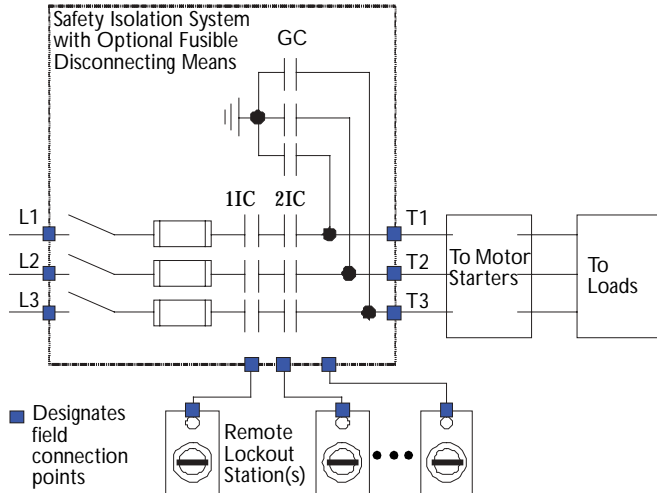 Safety Isolation System
with Optional Fusible
Disconnecting Means
GC
1IC
2IC
L1
L2
L3
T1
T2
T3
To Motor
Starters
To
Loads
Designates
field
connection
points
Remote
Lockout
Station(s)